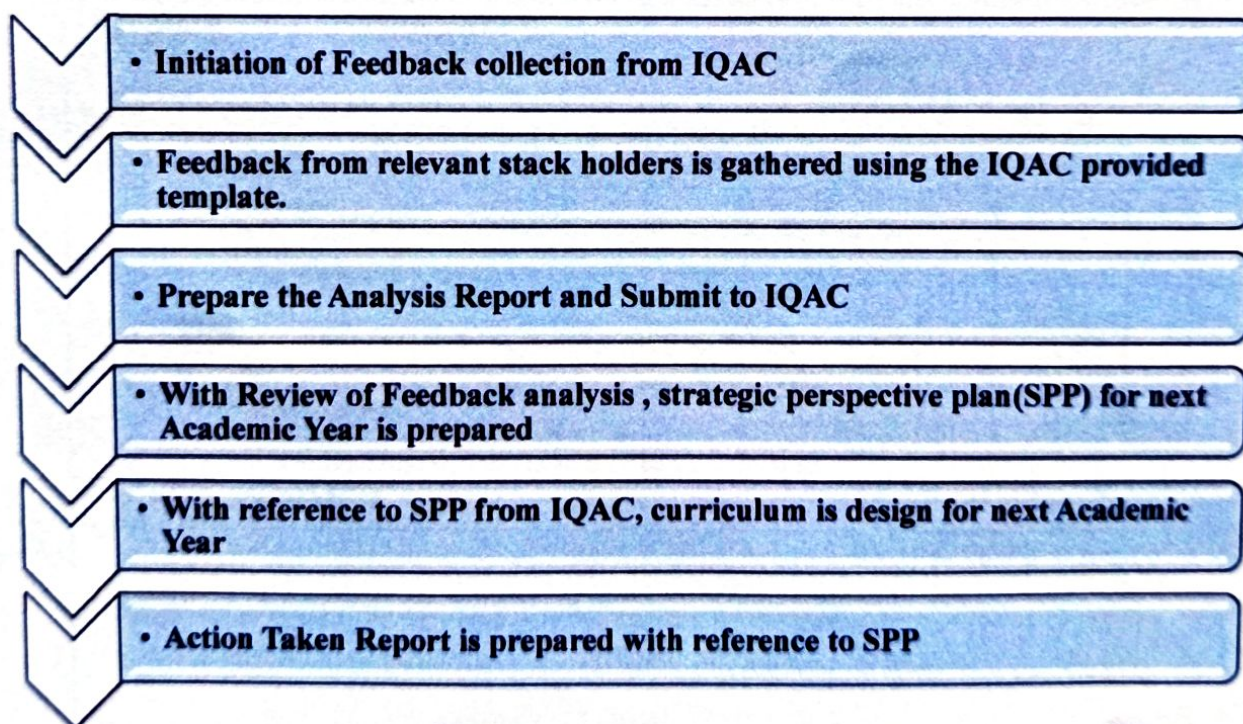 • Initiation of Feedback collection from IQAC
• Feedback from relevant stack holders is gathered using the IQAC provided
template.
• Prepare the Analysis Report and Submit to IQAC
• With Review of Feedback analysis , strategic perspective plan(SPP) for next
Academic Year is prepared
• With reference to SPP from IQAC, curriculum is design for next Academic
Year
• Action Taken Report is prepared with reference to SPP